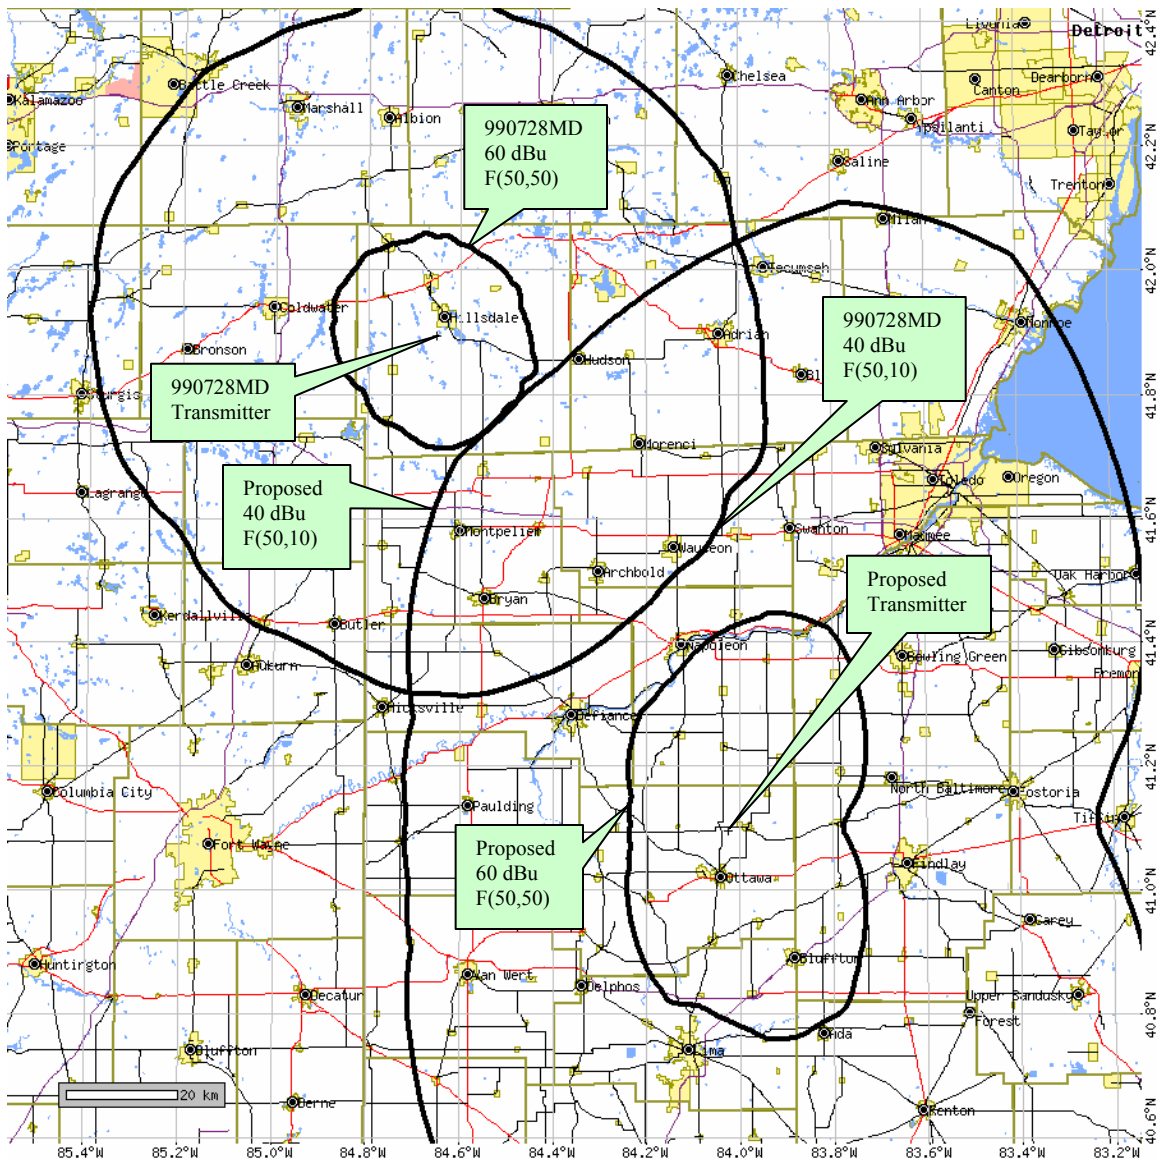 Livonia
Detroit
42.4°N
Battle Creek
Chelsea
Dearborn
Kalamazoo
Marshall
Albion
Canton
Ann Arbor
990728MD
60 dBu
F(50,50)
Ypsilanti
Taylor
Portage
42.2°N
Saline
Trenton
Milan
Tecumseh
42.0°N
Coldwater
Hillsdale
Adrian
Monroe
990728MD
40 dBu
F(50,10)
Bronson
Hudson
Bl
990728MD
Transmitter
Sturgis
41.8°N
Morenci
Sylvania
Proposed
40 dBu
F(50,10)
Lagrange
Toledo
Oregon
Montpelier
Swanton
Maumee
41.6°N
Wauseon
Archbold
Oak Harbor
Proposed
Transmitter
Bryan
Kendallville
Butler
Napoleon
41.4°N
Auburn
Bowling Green
Gibsonburg
Fremon
Hicksville
Defiance
41.2°N
Columbia City
Paulding
North Baltimore
Fostoria
Tiffin
Fort Wayne
Proposed
60 dBu
F(50,50)
Findlay
Ottawa
41.0°N
Carey
Huntington
Van Wert
Bluffton
Decatur
Delphos
Upper Sandusky
Forest
40.8°N
Ada
Bluffton
Lima
20 km
Berne
Kenton
40.6°N
85.4°W
85.2°W
85.0°W
84.8°W
84.6°W
84.4°W
84.2°W
84.0°W
83.8°W
83.6°W
83.4°W
83.2°W